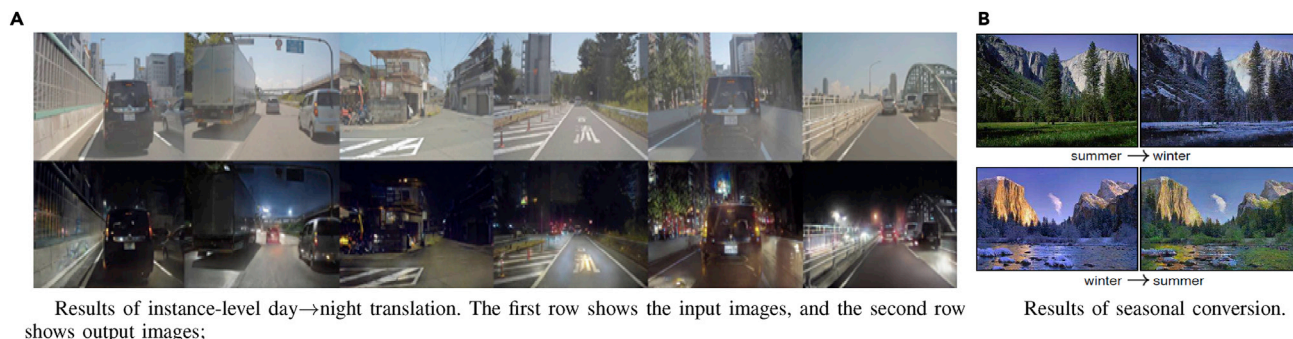 A
B
summer → winter
winter → summer
Results of instance-level day→night translation. The first row shows the input images, and the second row
shows output images;
Results of seasonal conversion.